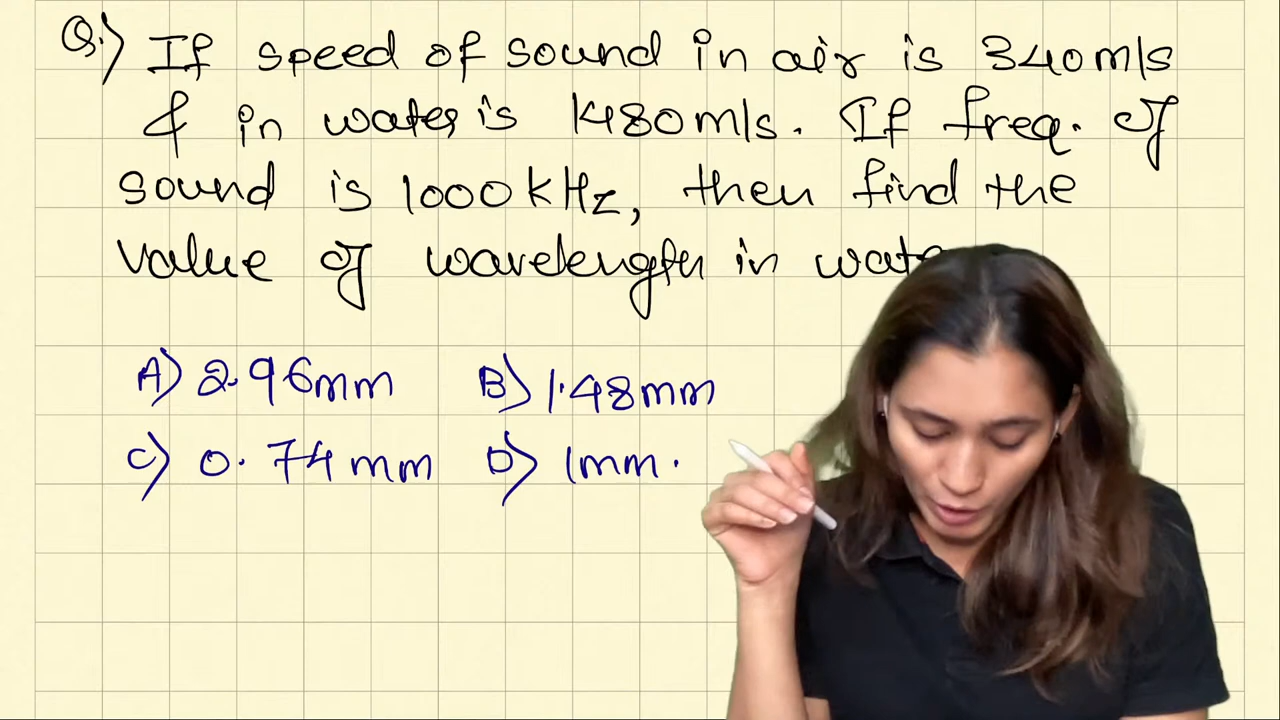 Q.) If speed of sound in air is 340m/s
& in water is 1480m/s. If freq. of
sound is 1000kHz, then find the
value of wavelength in
A) 2.96mm B) 1.48mm
C) 0.74mm D) 1mm.